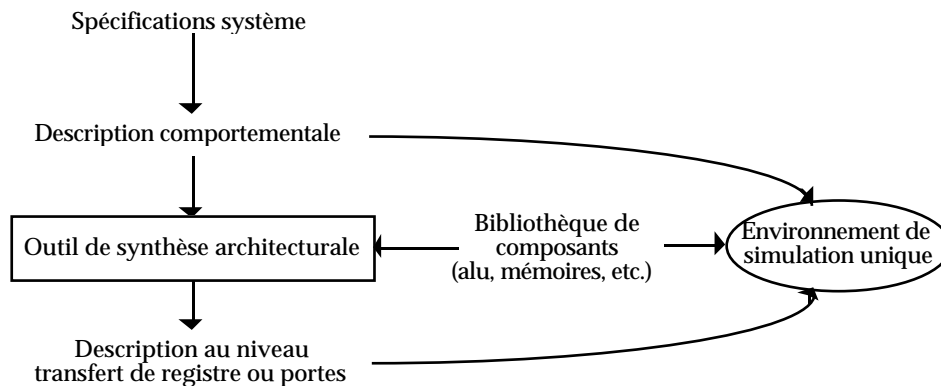 Spécifications système
Description comportementale
Outil de synthèse architecturale
Bibliothèque de
composants
(alu, mémoires, etc.)
Environnement de
simulation unique
Description au niveau
transfert de registre ou portes